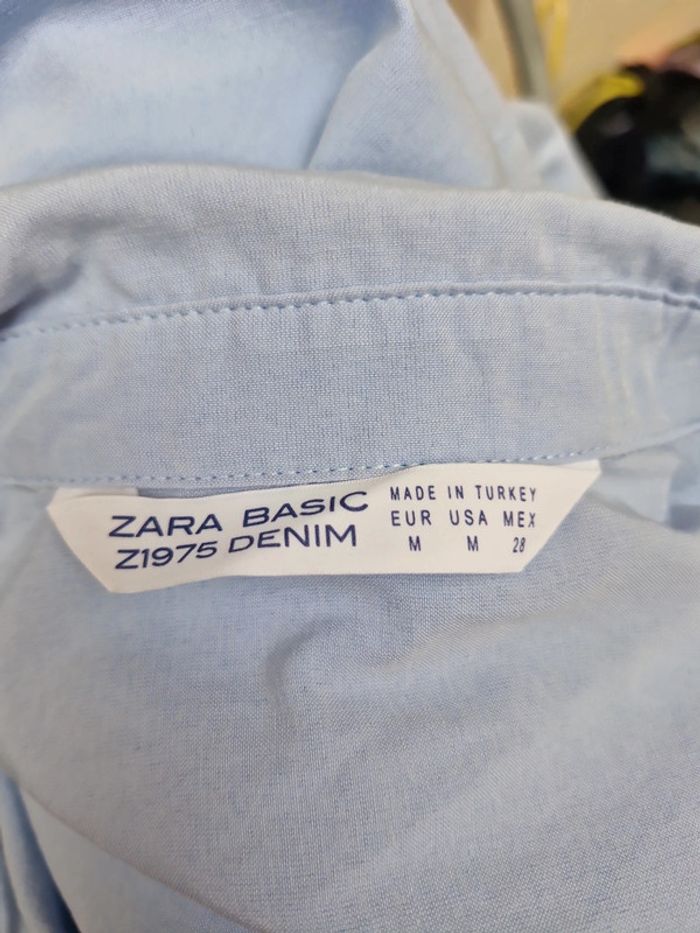 ZARA BASIC
Z1975 DENIM
MADE IN TURKEY
EUR USA MEX
M M 28